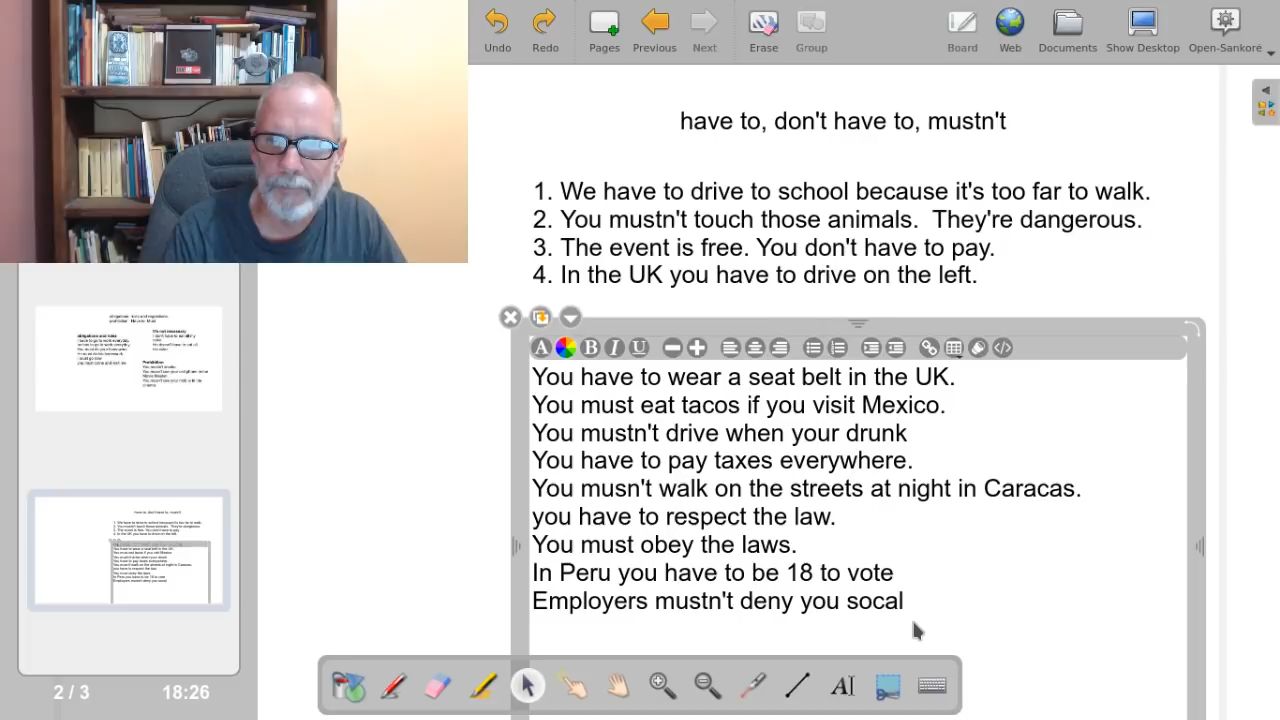 Undo
Redo
Pages
Previous
Next
Erase
Group
Board
Web
Documents
Show Desktop
Open-Sankoré
have to, don't have to, mustn't
1. We have to drive to school because it's too far to walk.
2. You mustn't touch those animals.  They're dangerous.
3. The event is free. You don't have to pay.
4. In the UK you have to drive on the left.
You have to wear a seat belt in the UK.
You must eat tacos if you visit Mexico.
You mustn't drive when your drunk
You have to pay taxes everywhere.
You musn't walk on the streets at night in Caracas.
you have to respect the law.
You must obey the laws.
In Peru you have to be 18 to vote
Employers mustn't deny you socal
2 / 3
18:26